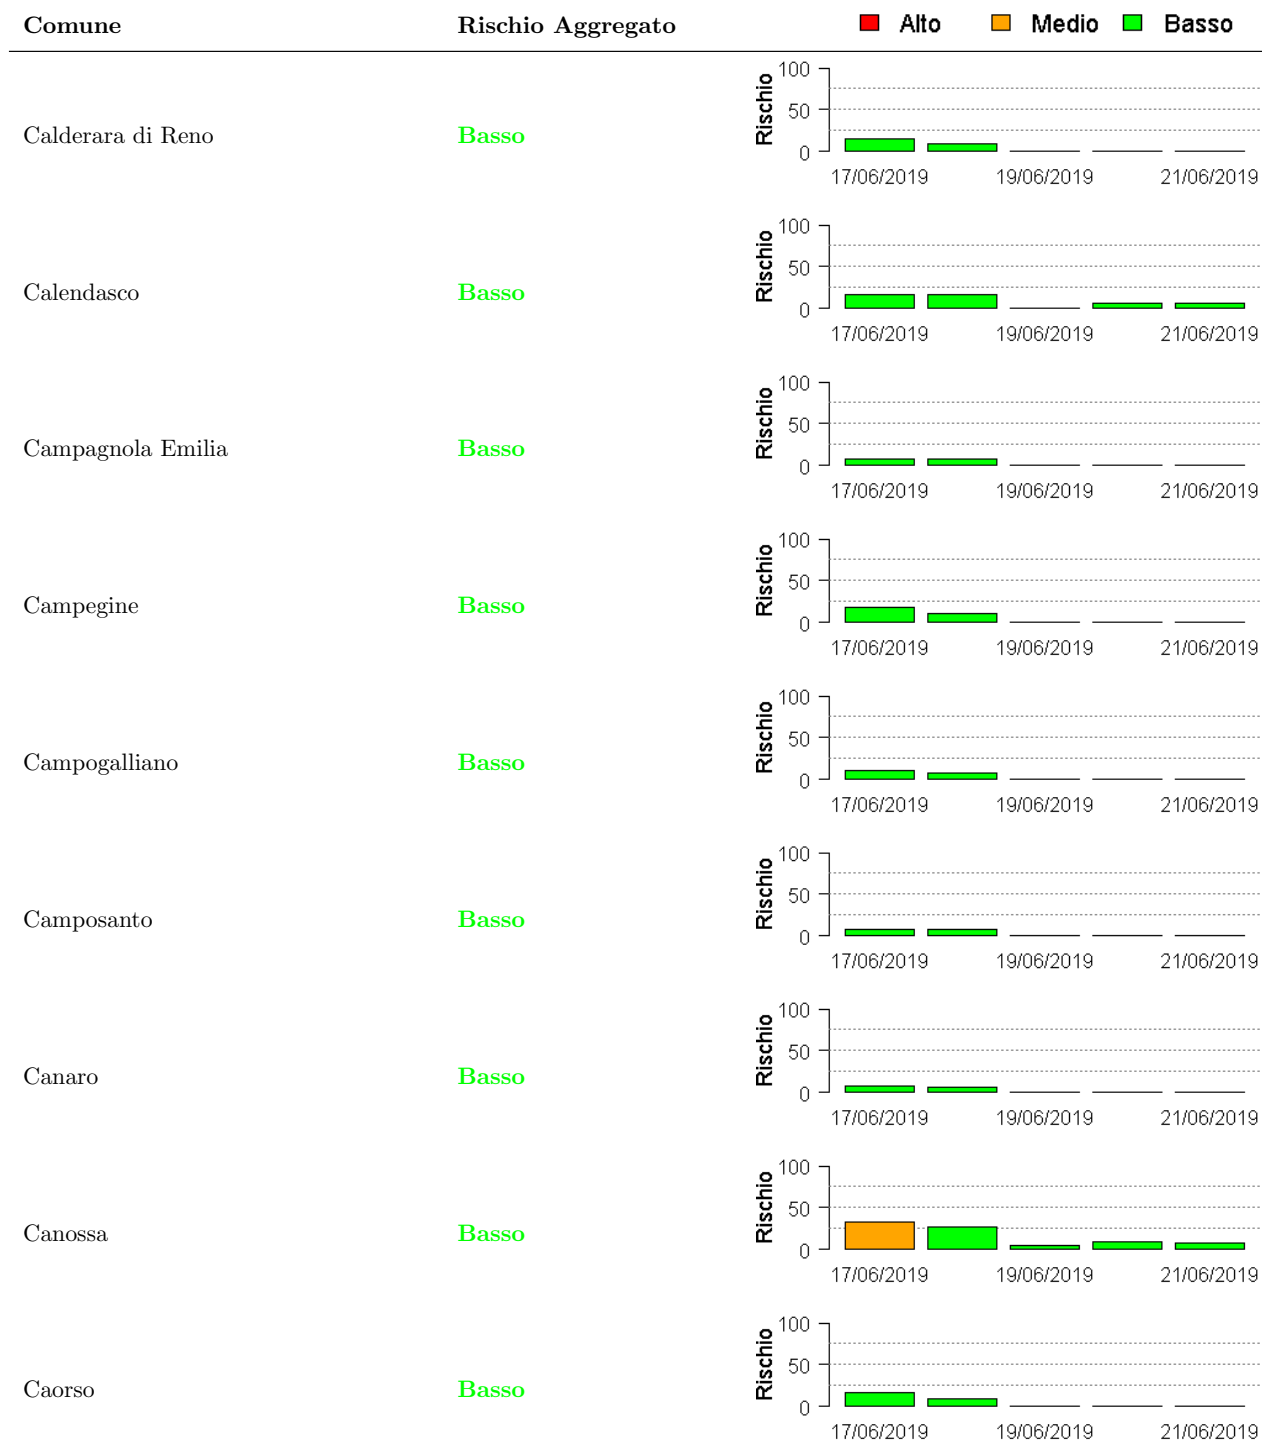 Comune Rischio Aggregato Alto Medio Basso
Rischio
100
50
0
Calderara di Reno Basso
17/06/2019 19/06/2019 21/06/2019
Rischio
100
50
0
Calendasco Basso
17/06/2019 19/06/2019 21/06/2019
Rischio
100
50
0
Campagnola Emilia Basso
17/06/2019 19/06/2019 21/06/2019
Rischio
100
50
0
Campegine Basso
17/06/2019 19/06/2019 21/06/2019
Rischio
100
50
0
Campogalliano Basso
17/06/2019 19/06/2019 21/06/2019
Rischio
100
50
0
Camposanto Basso
17/06/2019 19/06/2019 21/06/2019
Rischio
100
50
0
Canaro Basso
17/06/2019 19/06/2019 21/06/2019
Rischio
100
50
0
Canossa Basso
17/06/2019 19/06/2019 21/06/2019
Rischio
100
50
0
Caorso Basso
17/06/2019 19/06/2019 21/06/2019